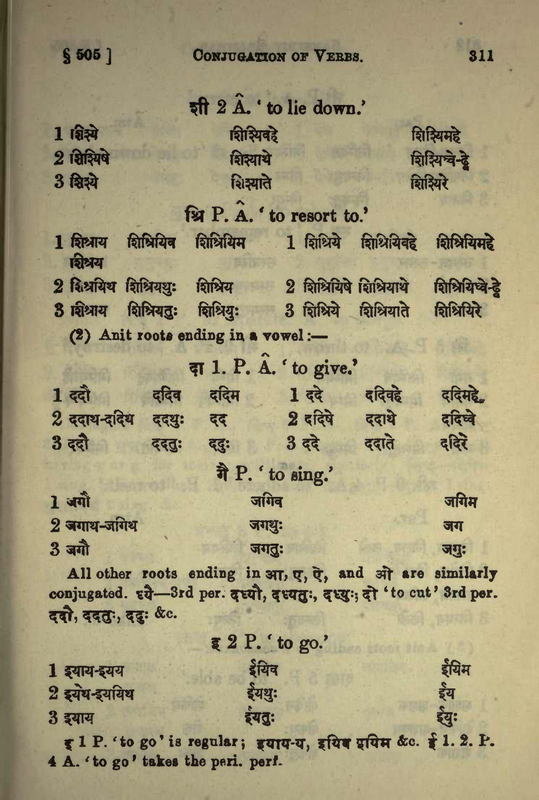 § 505 ] CONJUGATION OF VERBS. 311
शी 2 Â. ‘ to lie down.’
1 शिश्ये शिश्यिवहे शिश्यिमहे
2 शिश्यिषे शिश्याथे शिश्यिध्वे-ढ्वे
3 शिश्ये शिश्याते शिश्यिरे
श्रि P. Â. ‘ to resort to.’
1 शिश्राय शिश्रियिव शिश्रियिम 1 शिश्रिये शिश्रियिवहे शिश्रियिमहे
शिश्रय
2 शिश्रयिथ शिश्रियथुः शिश्रिय 2 शिश्रियिषे शिश्रियाथे शिश्रियिध्वे-ढ्वे
3 शिश्राय शिश्रियतुः शिश्रियुः 3 शिश्रिये शिश्रियाते शिश्रियिरे
(2) Anit roots ending in a vowel:—
दा 1. P. Â. ‘ to give.’
1 ददौ ददिव ददिम 1 ददे ददिवहे ददिमहे
2 ददाथ-ददिथ ददथुः दद 2 ददिषे ददाथे ददिध्वे
3 ददौ ददतुः ददुः 3 ददे ददाते ददिरे
गै P. ‘ to sing.’
1 जगौ जगिव जगिम
2 जगाथ-जगिथ जगथुः जग
3 जगौ जगतुः जगुः
All other roots ending in आ, ए, ऐ, and ओ are similarly
conjugated. ध्यै—3rd per. दध्यौ, दध्यतुः, दध्युः; दो ‘to cut’ 3rd per.
ददौ, ददतुः, ददुः &c.
इ 2 P. ‘ to go.’
1 इयाय-इयय ईयिव ईयिम
2 इयेथ-इययिथ ईयथुः ईय
3 इयाय ईयतुः ईयुः
इ 1 P. ‘to go’ is regular; इयाय-य, इयिव इयिम &c. ई 1. 2. P.
4 A. ‘to go’ takes the peri. perf.